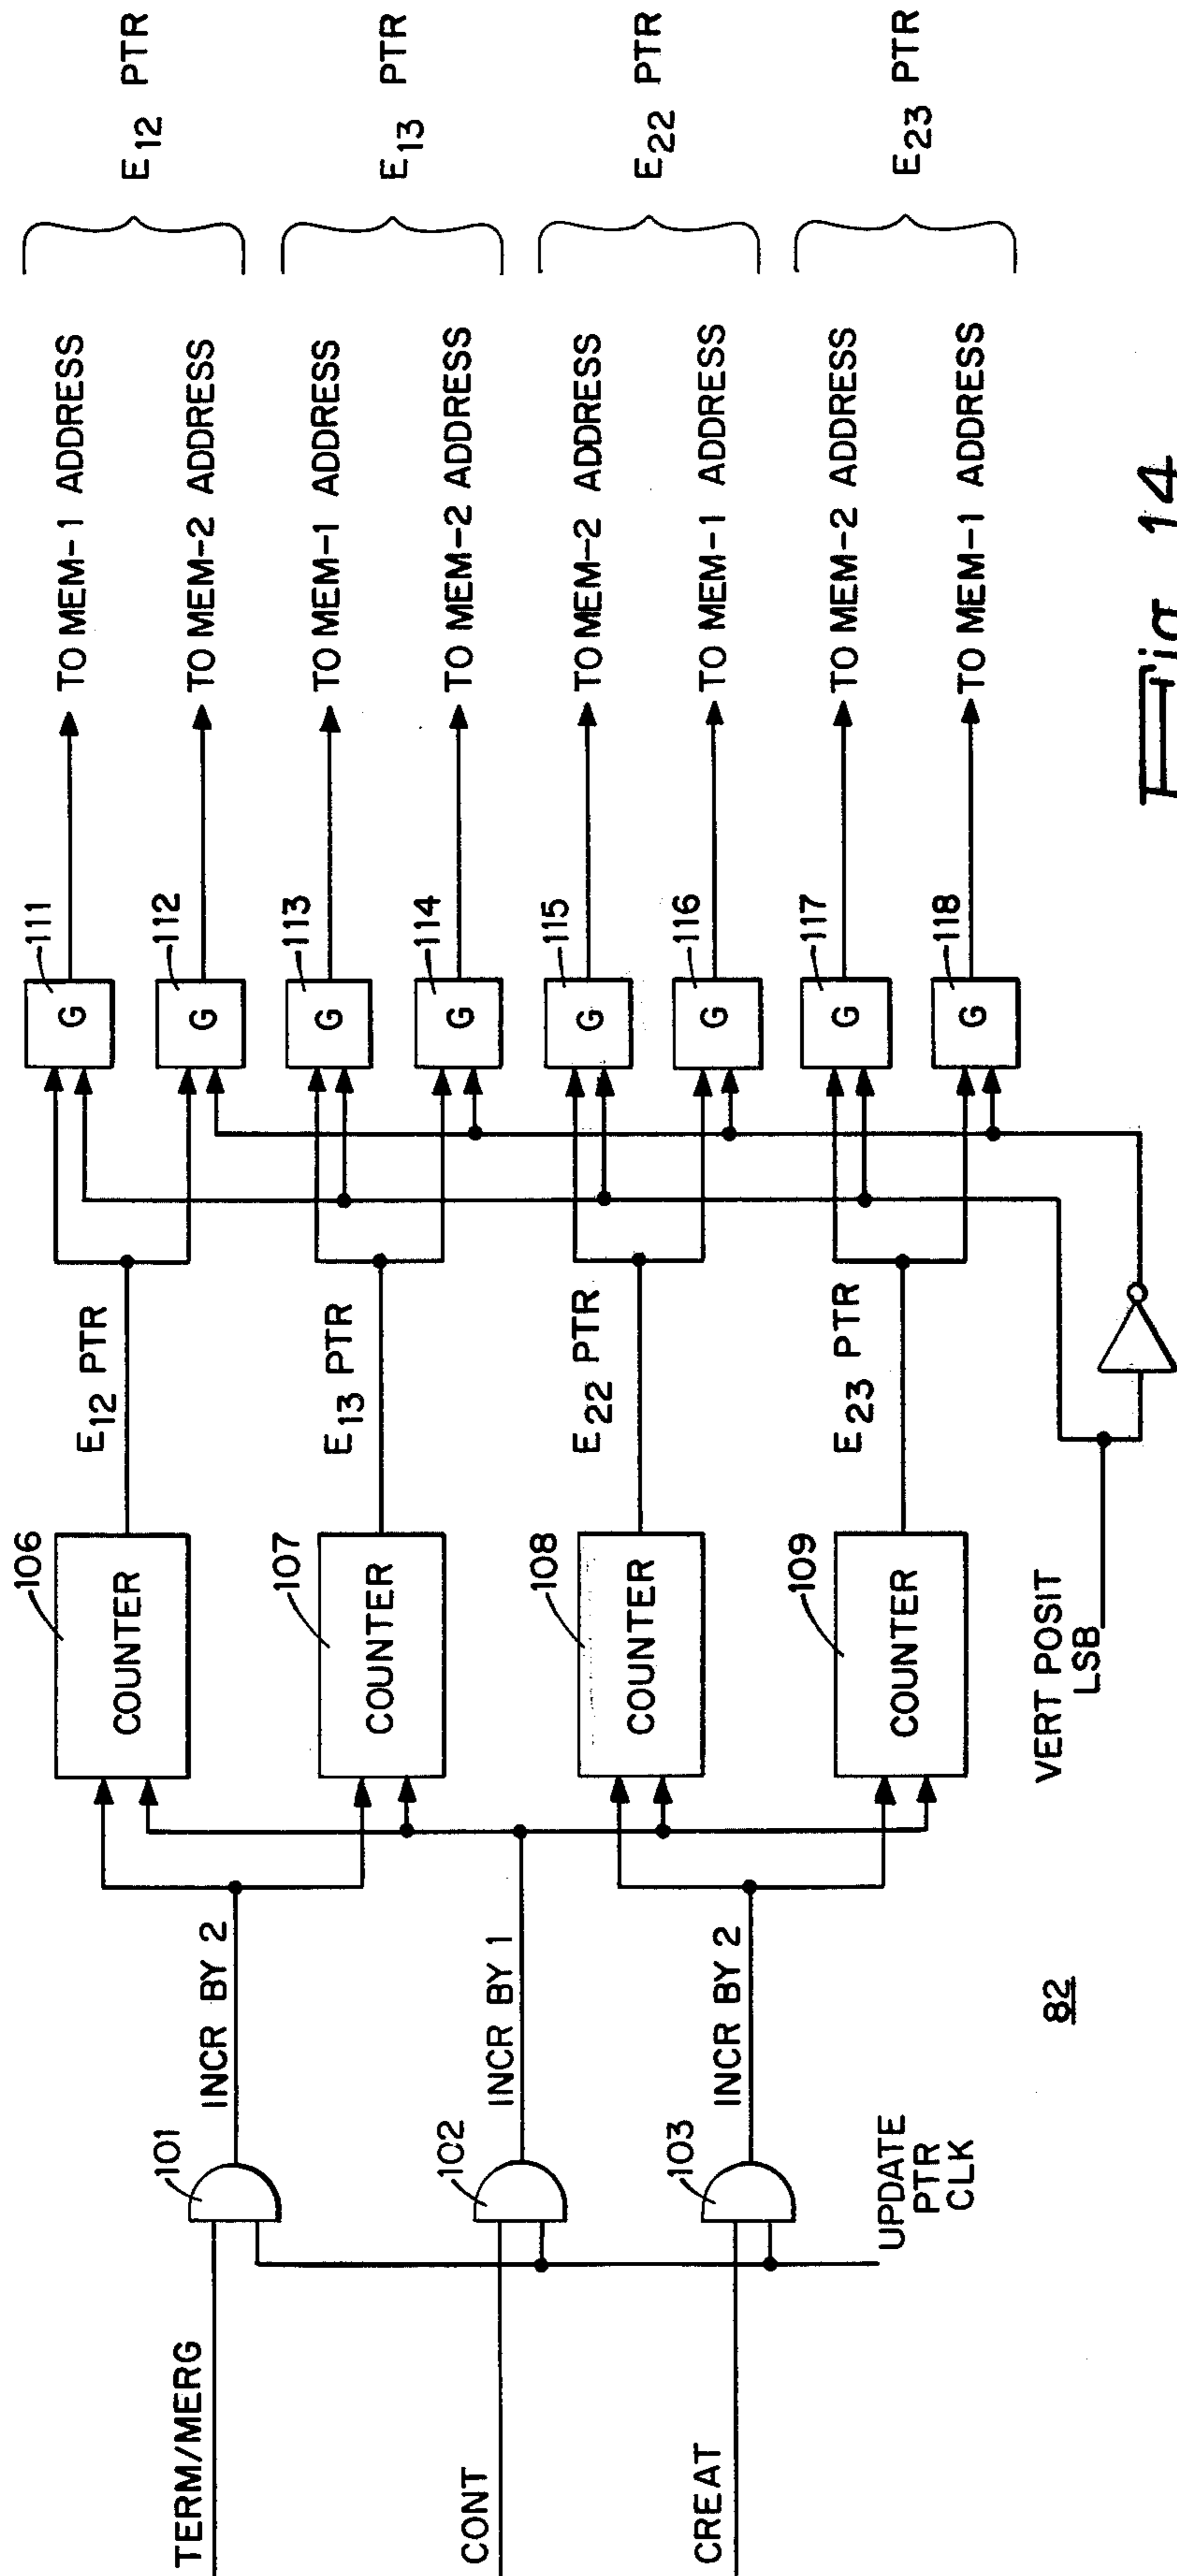 TERM/MERG
CONT
CREAT
UPDATE
PTR
CLK
101
102
103
INCR BY 2
INCR BY 1
INCR BY 2
82
106
COUNTER
107
COUNTER
108
COUNTER
109
COUNTER
VERT POSIT
LSB
E12 PTR
E13 PTR
E22 PTR
E23 PTR
G
111
G
112
G
113
G
114
G
115
G
116
G
117
G
118
TO MEM-1 ADDRESS
TO MEM-2 ADDRESS
TO MEM-1 ADDRESS
TO MEM-2 ADDRESS
TO MEM-2 ADDRESS
TO MEM-1 ADDRESS
TO MEM-2 ADDRESS
TO MEM-1 ADDRESS
E12 PTR
E13 PTR
E22 PTR
E23 PTR
Fig. 14